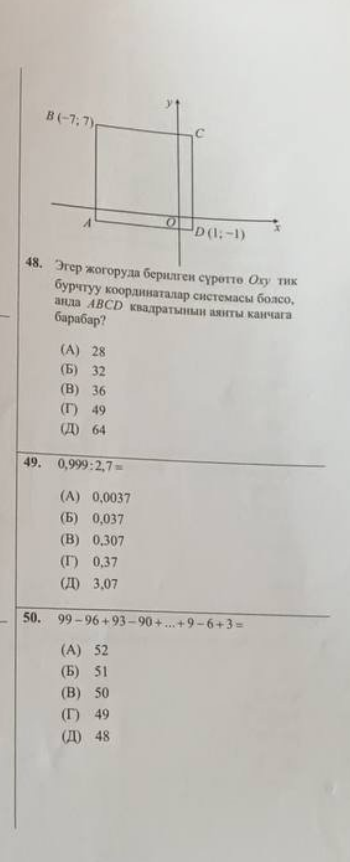 y
B (−7; 7)
C
A
O
D (1; −1)
x
48. Эгер жогоруда берилген сүрөттө Oxy тик
бурчтуу координаталар системасы болсо,
анда ABCD квадратынын аянты канчага
барабар?
(А) 28
(Б) 32
(В) 36
(Г) 49
(Д) 64
49. 0,999:2,7=
(А) 0,0037
(Б) 0,037
(В) 0,307
(Г) 0,37
(Д) 3,07
50. 99−96+93−90+...+9−6+3=
(А) 52
(Б) 51
(В) 50
(Г) 49
(Д) 48